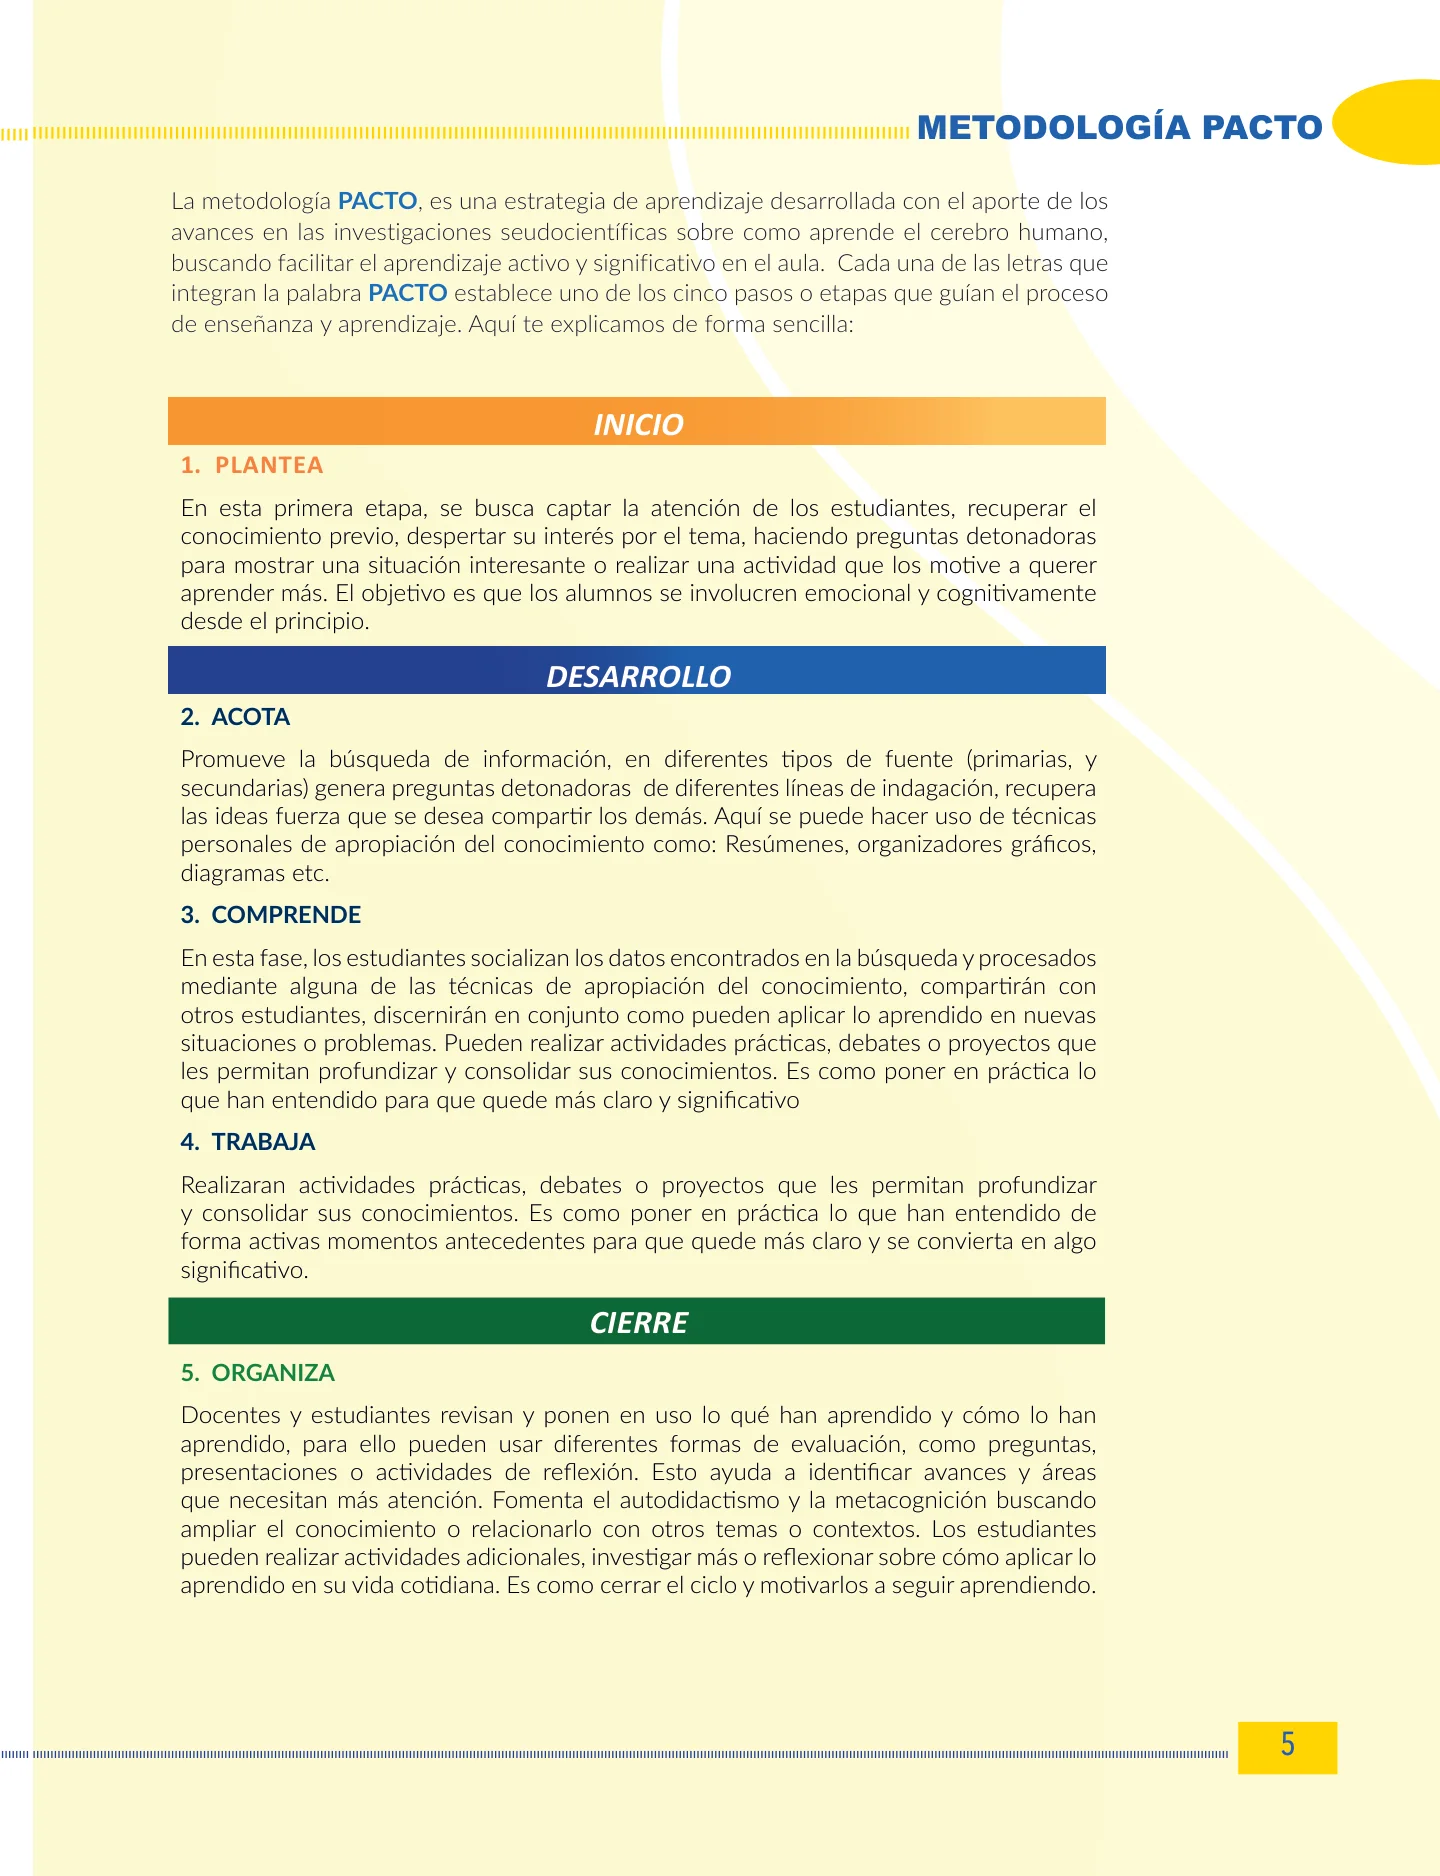 METODOLOGÍA PACTO
La metodología PACTO, es una estrategia de aprendizaje desarrollada con el aporte de los
avances en las investigaciones seudocientíficas sobre como aprende el cerebro humano,
buscando facilitar el aprendizaje activo y significativo en el aula.  Cada una de las letras que
integran la palabra PACTO establece uno de los cinco pasos o etapas que guían el proceso
de enseñanza y aprendizaje. Aquí te explicamos de forma sencilla:
INICIO
1. PLANTEA
En esta primera etapa, se busca captar la atención de los estudiantes, recuperar el
conocimiento previo, despertar su interés por el tema, haciendo preguntas detonadoras
para mostrar una situación interesante o realizar una actividad que los motive a querer
aprender más. El objetivo es que los alumnos se involucren emocional y cognitivamente
desde el principio.
DESARROLLO
2. ACOTA
Promueve la búsqueda de información, en diferentes tipos de fuente (primarias, y
secundarias) genera preguntas detonadoras  de diferentes líneas de indagación, recupera
las ideas fuerza que se desea compartir los demás. Aquí se puede hacer uso de técnicas
personales de apropiación del conocimiento como: Resúmenes, organizadores gráficos,
diagramas etc.
3. COMPRENDE
En esta fase, los estudiantes socializan los datos encontrados en la búsqueda y procesados
mediante alguna de las técnicas de apropiación del conocimiento, compartirán con
otros estudiantes, discernirán en conjunto como pueden aplicar lo aprendido en nuevas
situaciones o problemas. Pueden realizar actividades prácticas, debates o proyectos que
les permitan profundizar y consolidar sus conocimientos. Es como poner en práctica lo
que han entendido para que quede más claro y significativo
4. TRABAJA
Realizaran actividades prácticas, debates o proyectos que les permitan profundizar
y consolidar sus conocimientos. Es como poner en práctica lo que han entendido de
forma activas momentos antecedentes para que quede más claro y se convierta en algo
significativo.
CIERRE
5. ORGANIZA
Docentes y estudiantes revisan y ponen en uso lo qué han aprendido y cómo lo han
aprendido, para ello pueden usar diferentes formas de evaluación, como preguntas,
presentaciones o actividades de reflexión. Esto ayuda a identificar avances y áreas
que necesitan más atención. Fomenta el autodidactismo y la metacognición buscando
ampliar el conocimiento o relacionarlo con otros temas o contextos. Los estudiantes
pueden realizar actividades adicionales, investigar más o reflexionar sobre cómo aplicar lo
aprendido en su vida cotidiana. Es como cerrar el ciclo y motivarlos a seguir aprendiendo.
5